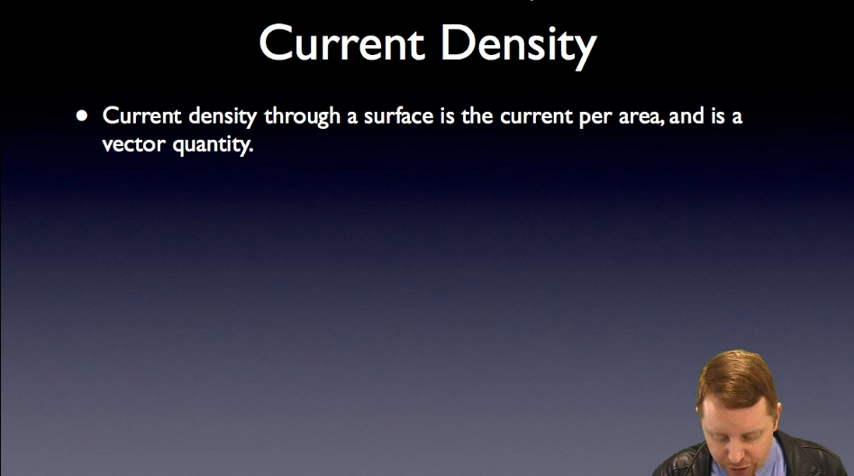 Current Density
• Current density through a surface is the current per area, and is a
vector quantity.